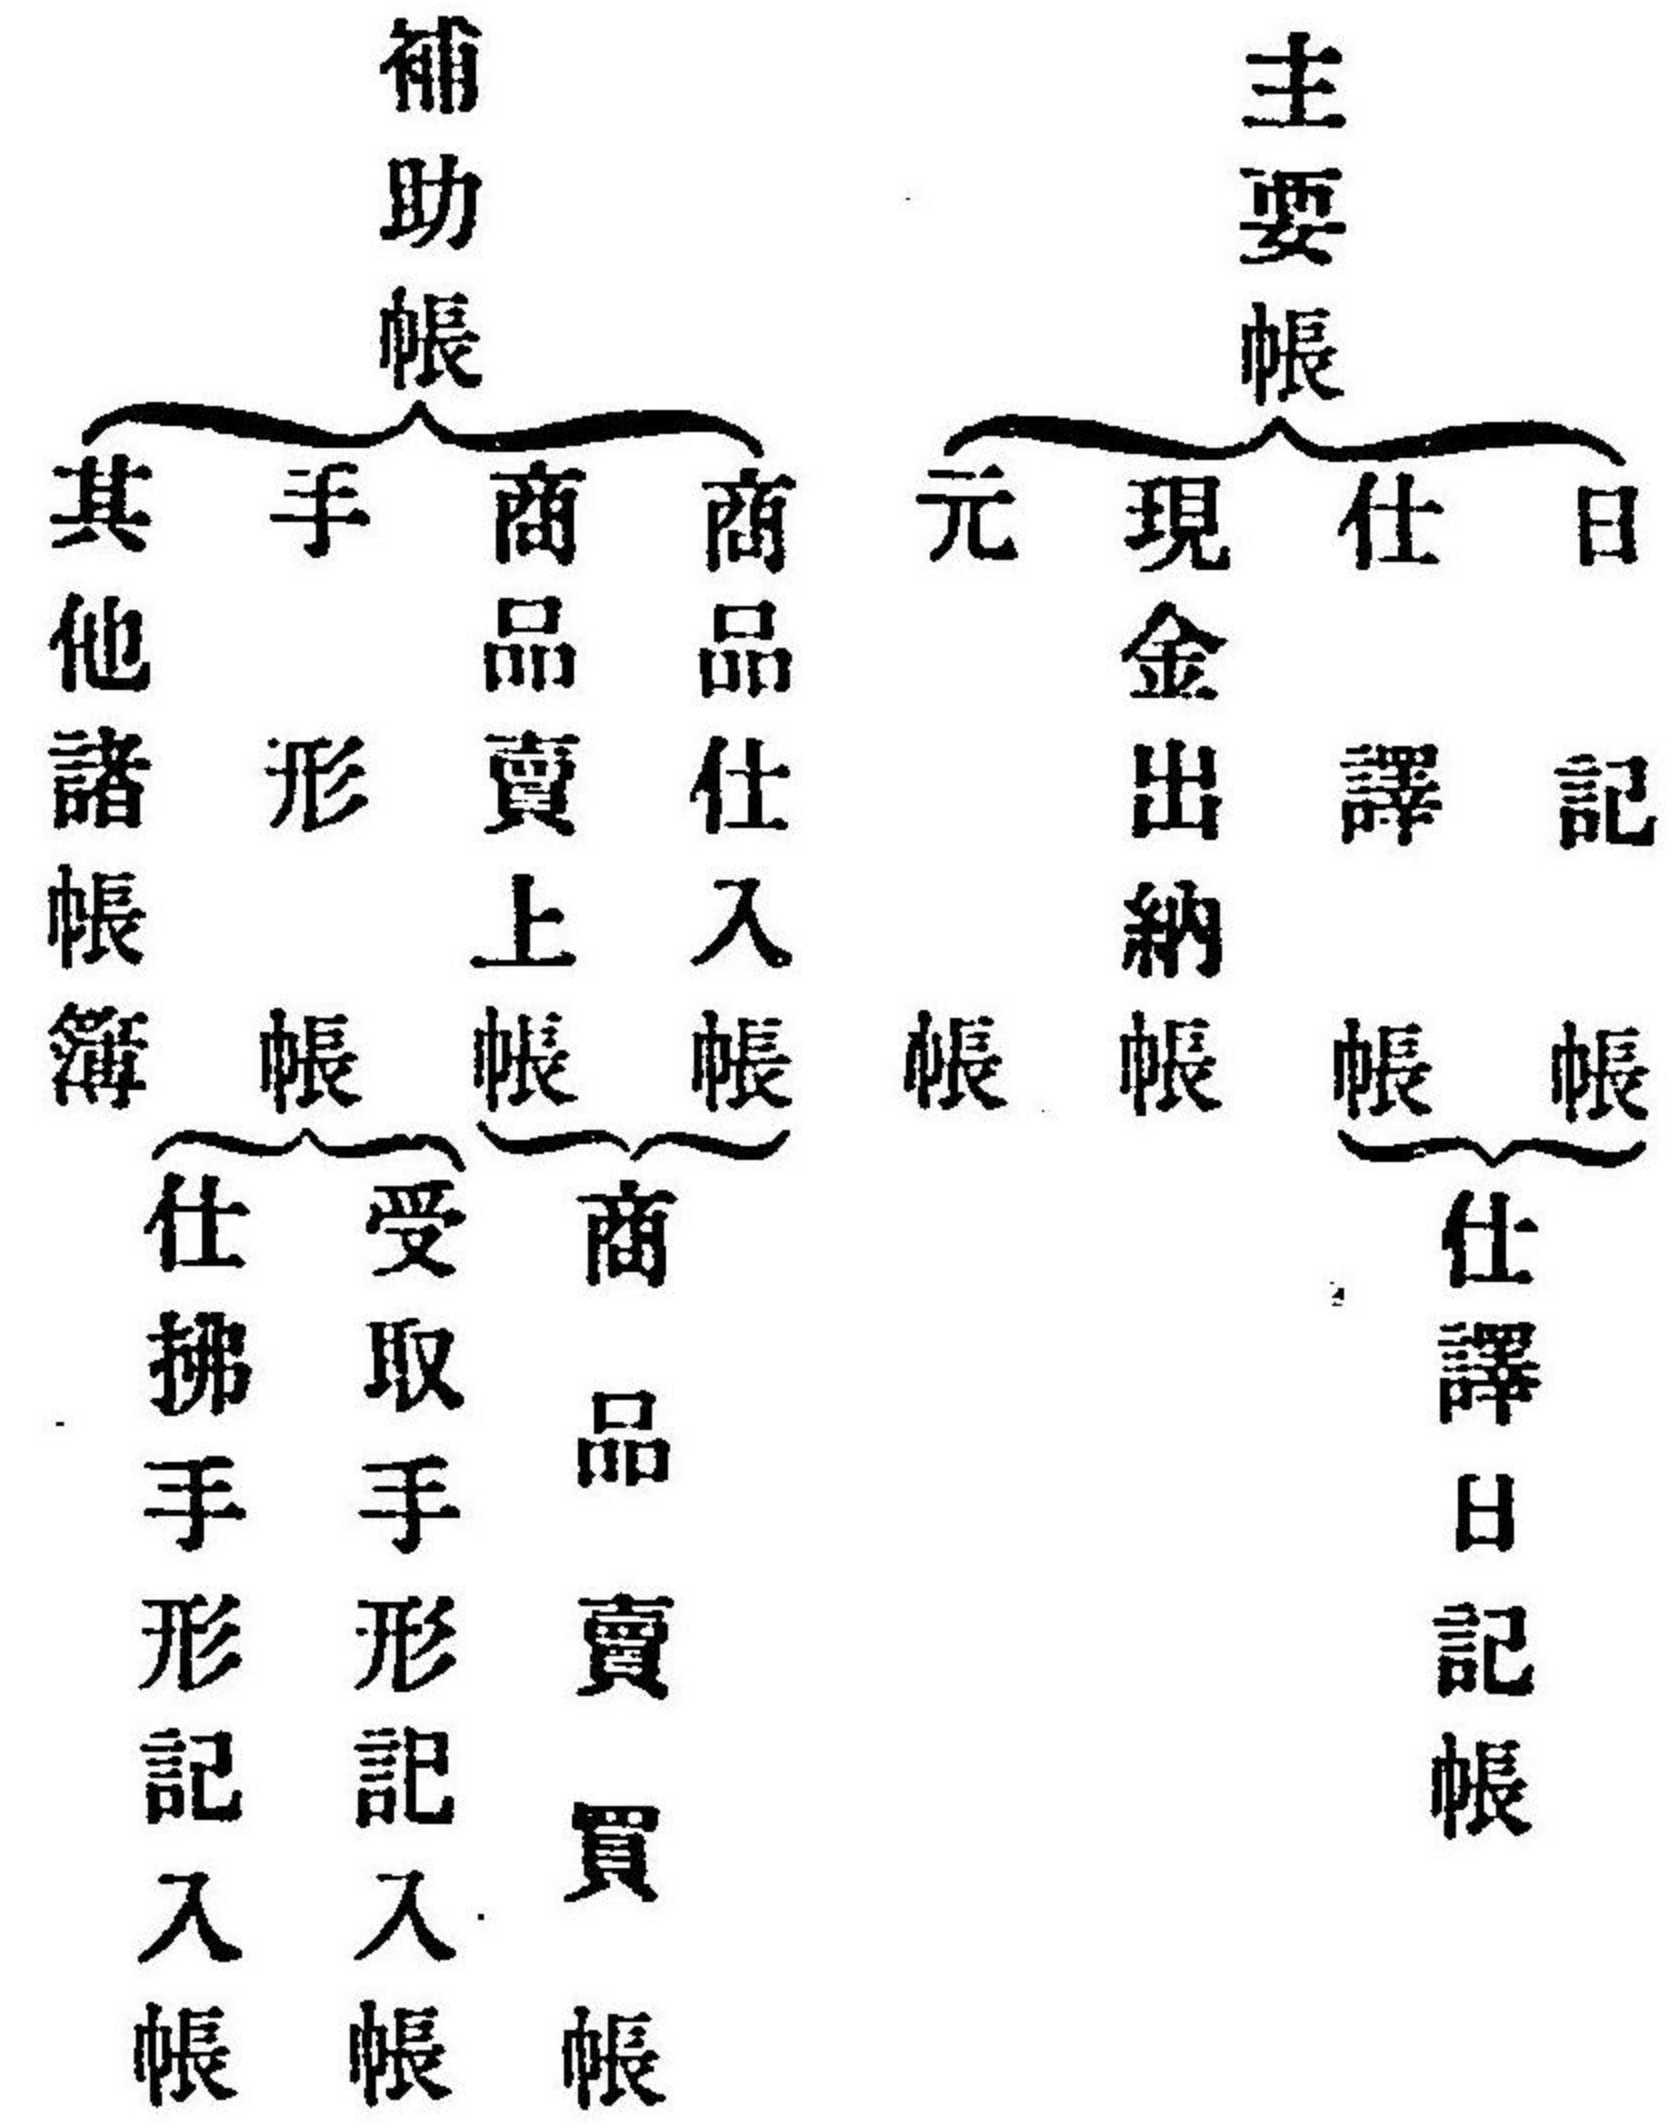 主要帳
日記帳
仕譯帳
現金出納帳
元帳
仕譯日記帳
補助帳
商品仕入帳
商品賣上帳
手形帳
其他諸帳簿
商品賣買帳
受取手形記入帳
仕拂手形記入帳